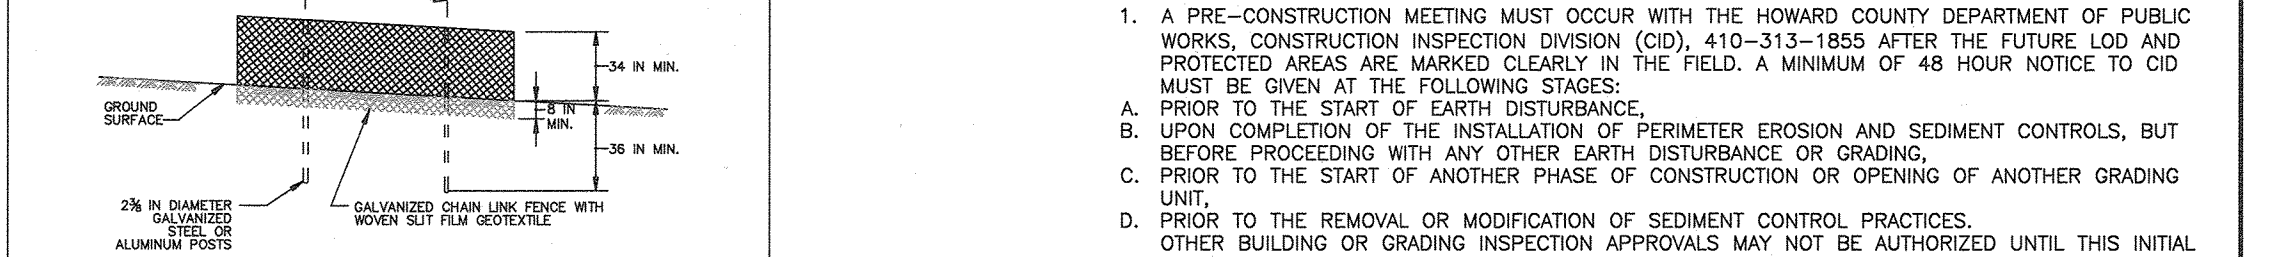 34 IN MIN.
GROUND
SURFACE
8 IN
MIN.
36 IN MIN.
2⅜ IN DIAMETER
GALVANIZED
STEEL OR
ALUMINUM POSTS
GALVANIZED CHAIN LINK FENCE WITH
WOVEN SLIT FILM GEOTEXTILE
1. A PRE-CONSTRUCTION MEETING MUST OCCUR WITH THE HOWARD COUNTY DEPARTMENT OF PUBLIC
WORKS, CONSTRUCTION INSPECTION DIVISION (CID), 410-313-1855 AFTER THE FUTURE LOD AND
PROTECTED AREAS ARE MARKED CLEARLY IN THE FIELD. A MINIMUM OF 48 HOUR NOTICE TO CID
MUST BE GIVEN AT THE FOLLOWING STAGES:
A. PRIOR TO THE START OF EARTH DISTURBANCE,
B. UPON COMPLETION OF THE INSTALLATION OF PERIMETER EROSION AND SEDIMENT CONTROLS, BUT
BEFORE PROCEEDING WITH ANY OTHER EARTH DISTURBANCE OR GRADING,
C. PRIOR TO THE START OF ANOTHER PHASE OF CONSTRUCTION OR OPENING OF ANOTHER GRADING
UNIT,
D. PRIOR TO THE REMOVAL OR MODIFICATION OF SEDIMENT CONTROL PRACTICES.
OTHER BUILDING OR GRADING INSPECTION APPROVALS MAY NOT BE AUTHORIZED UNTIL THIS INITIAL